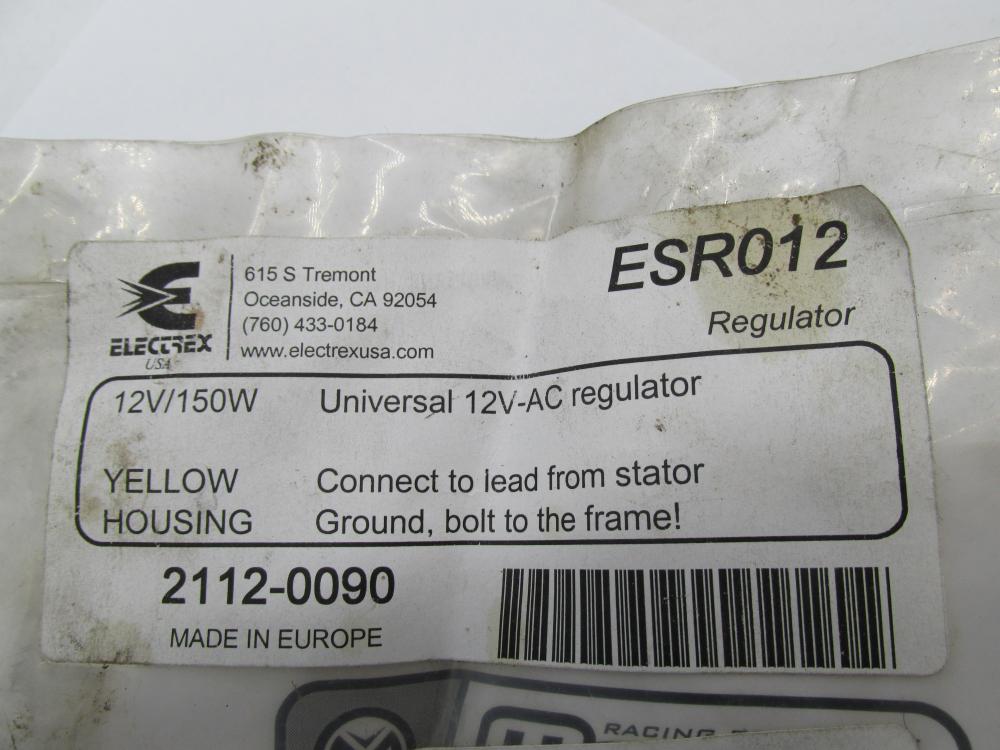 ELECTREX
USA
615 S Tremont
Oceanside, CA 92054
(760) 433-0184
www.electrexusa.com
ESR012
Regulator
12V/150W Universal 12V-AC regulator
YELLOW Connect to lead from stator
HOUSING Ground, bolt to the frame!
2112-0090
MADE IN EUROPE
RACING